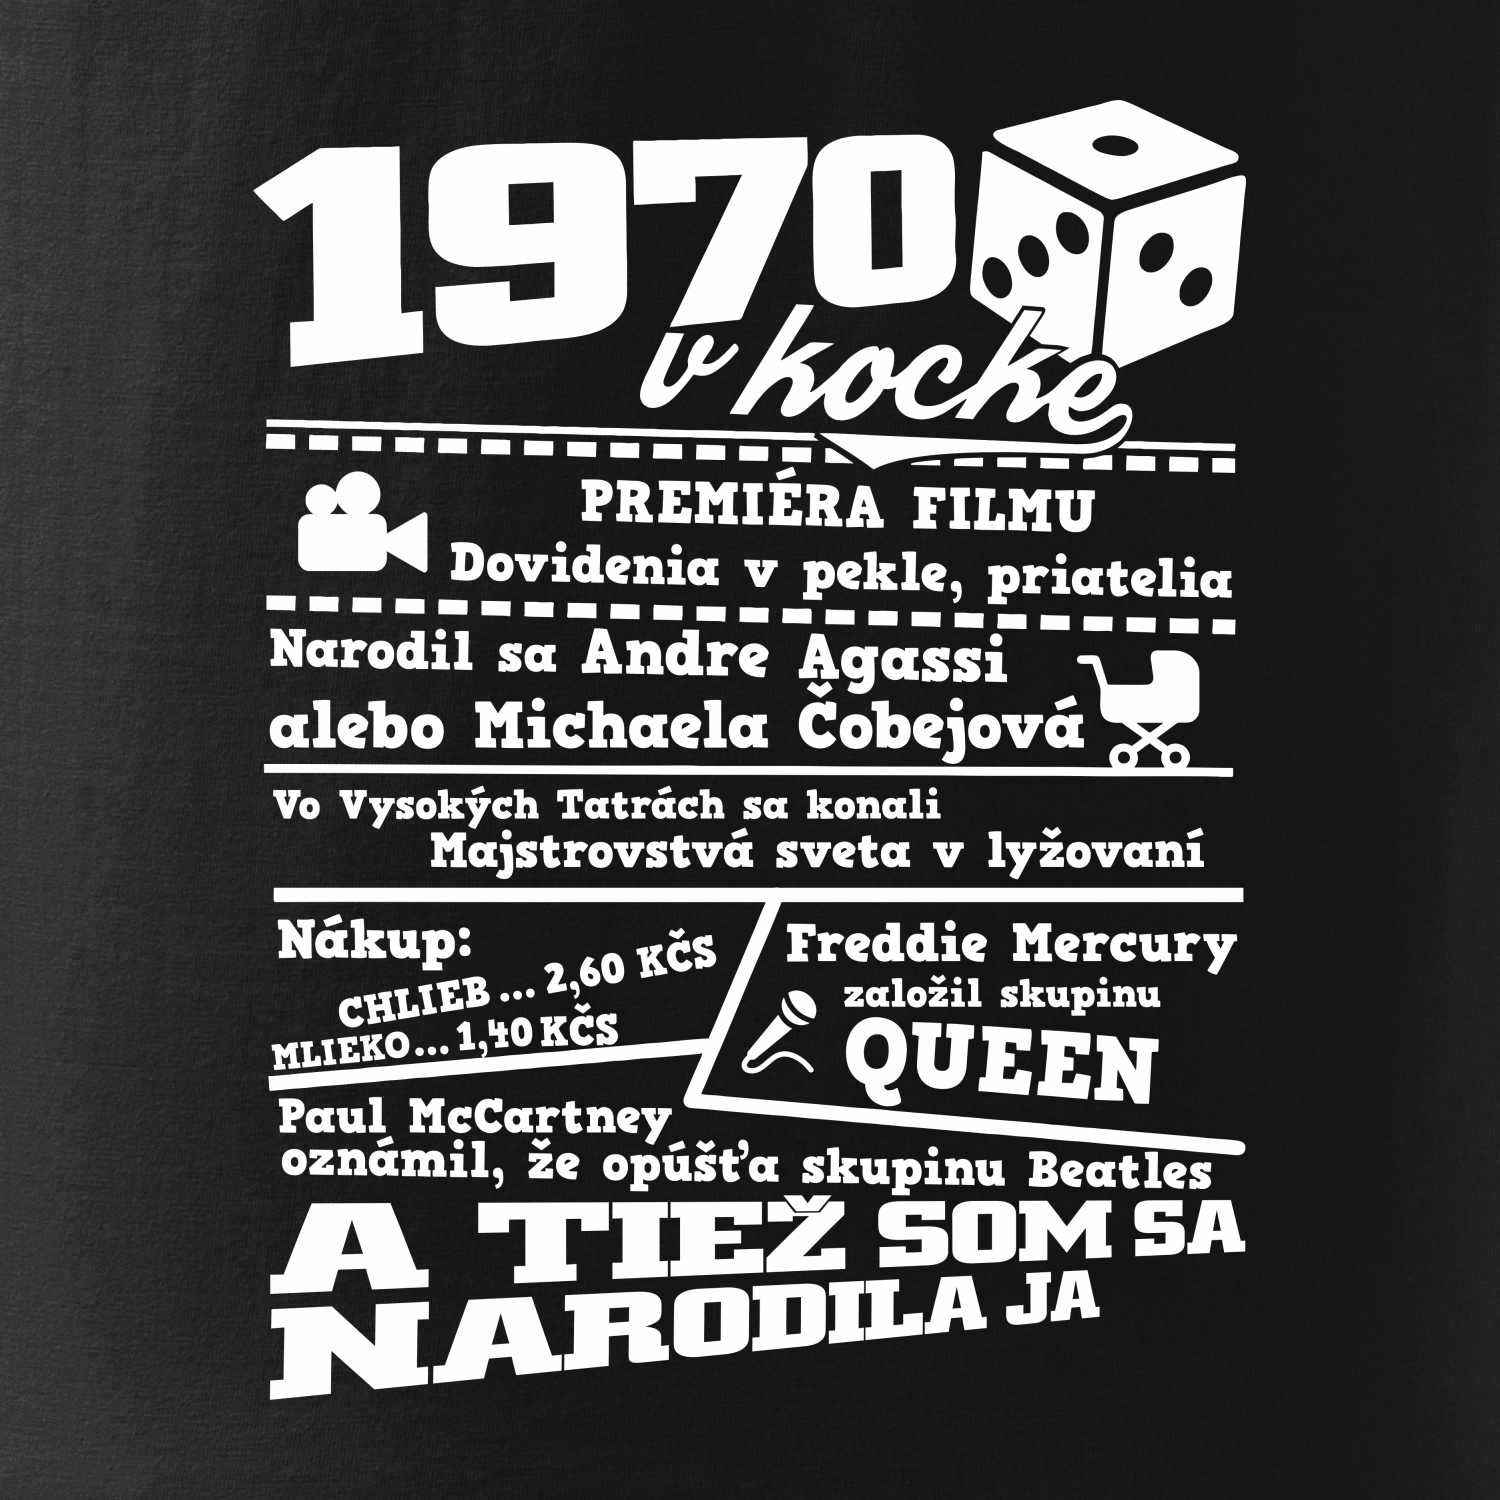 1970
v kocke
PREMIÉRA FILMU
Dovidenia v pekle, priatelia
Narodil sa Andre Agassi
alebo Michaela Čobejová
Vo Vysokých Tatrách sa konali
Majstrovstvá sveta v lyžovaní
Nákup:
CHLIEB ... 2,60 KČS
MLIEKO... 1,40 KČS
Freddie Mercury
založil skupinu
QUEEN
Paul McCartney
oznámil, že opúšťa skupinu Beatles
A TIEŽ SOM SA
NARODILA JA